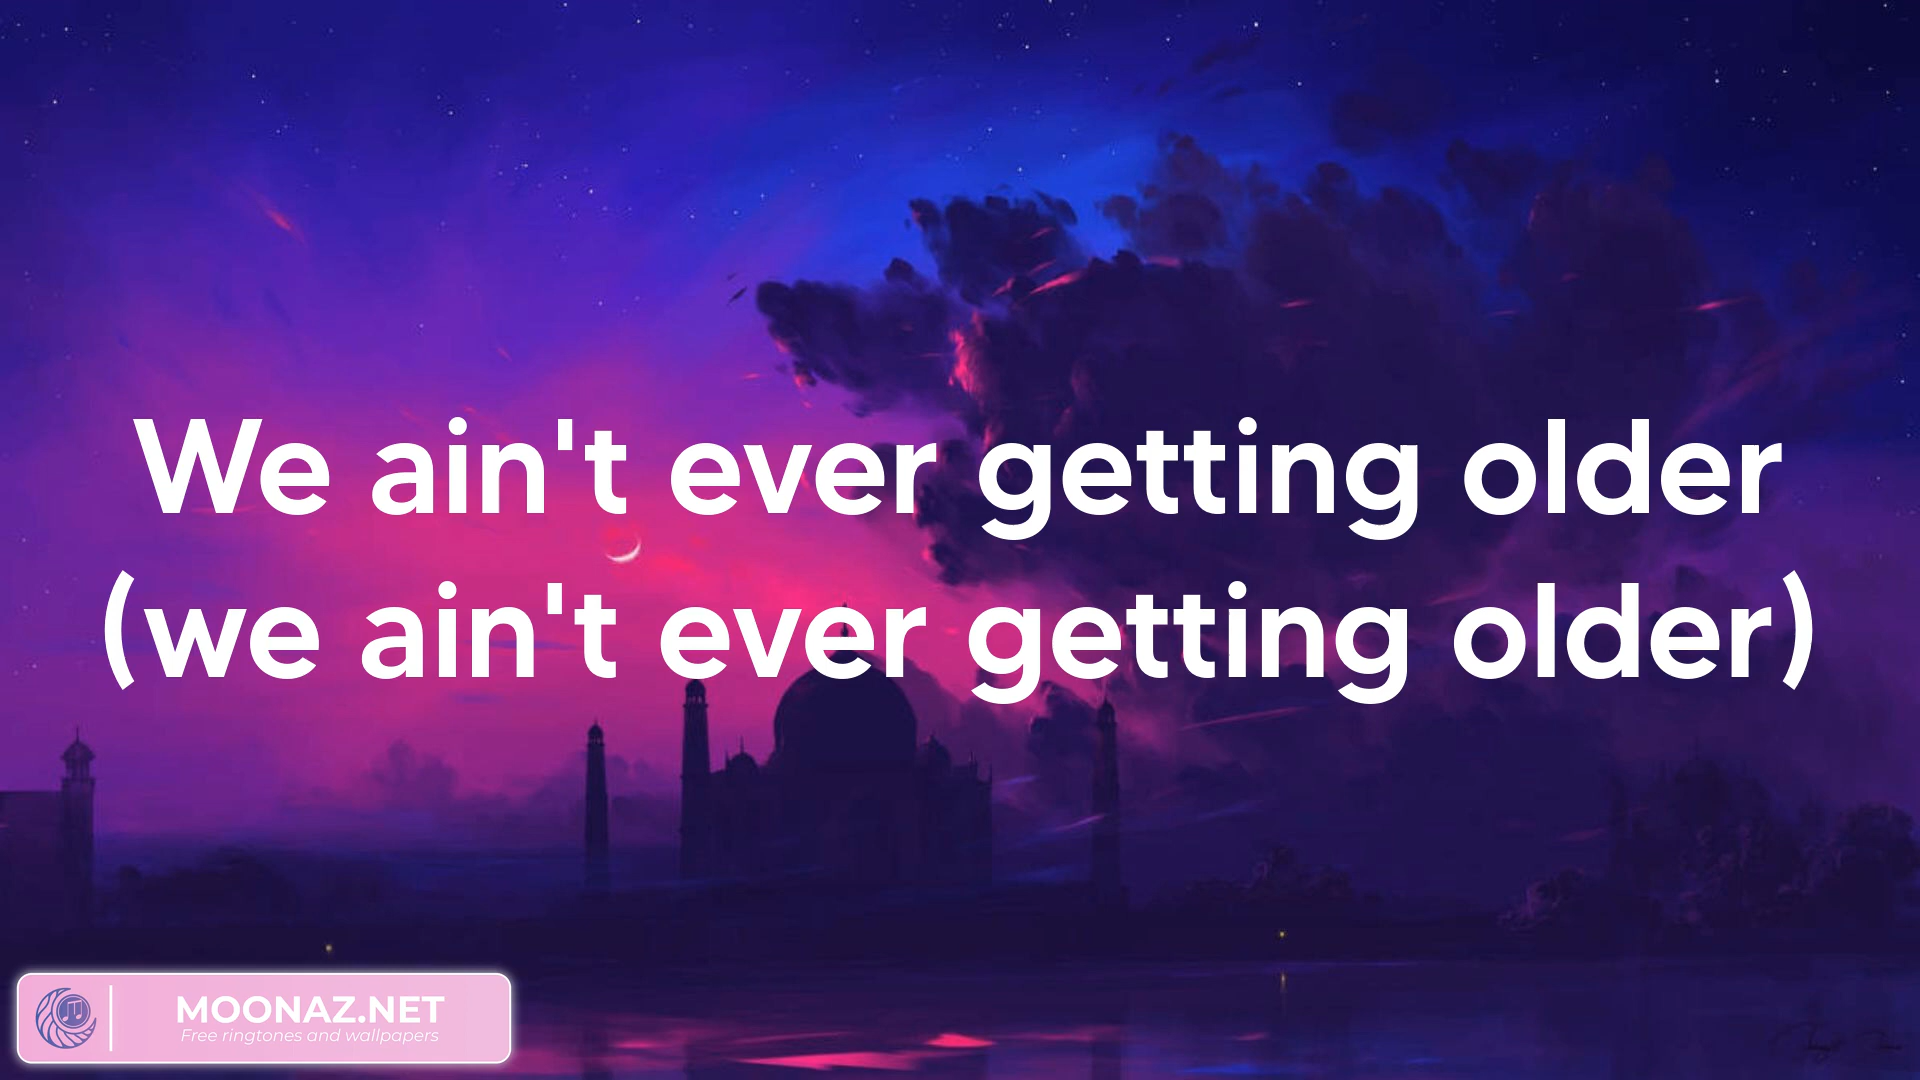 We ain't ever getting older
(we ain't ever getting older)
MOONAZ.NET
Free ringtones and wallpapers